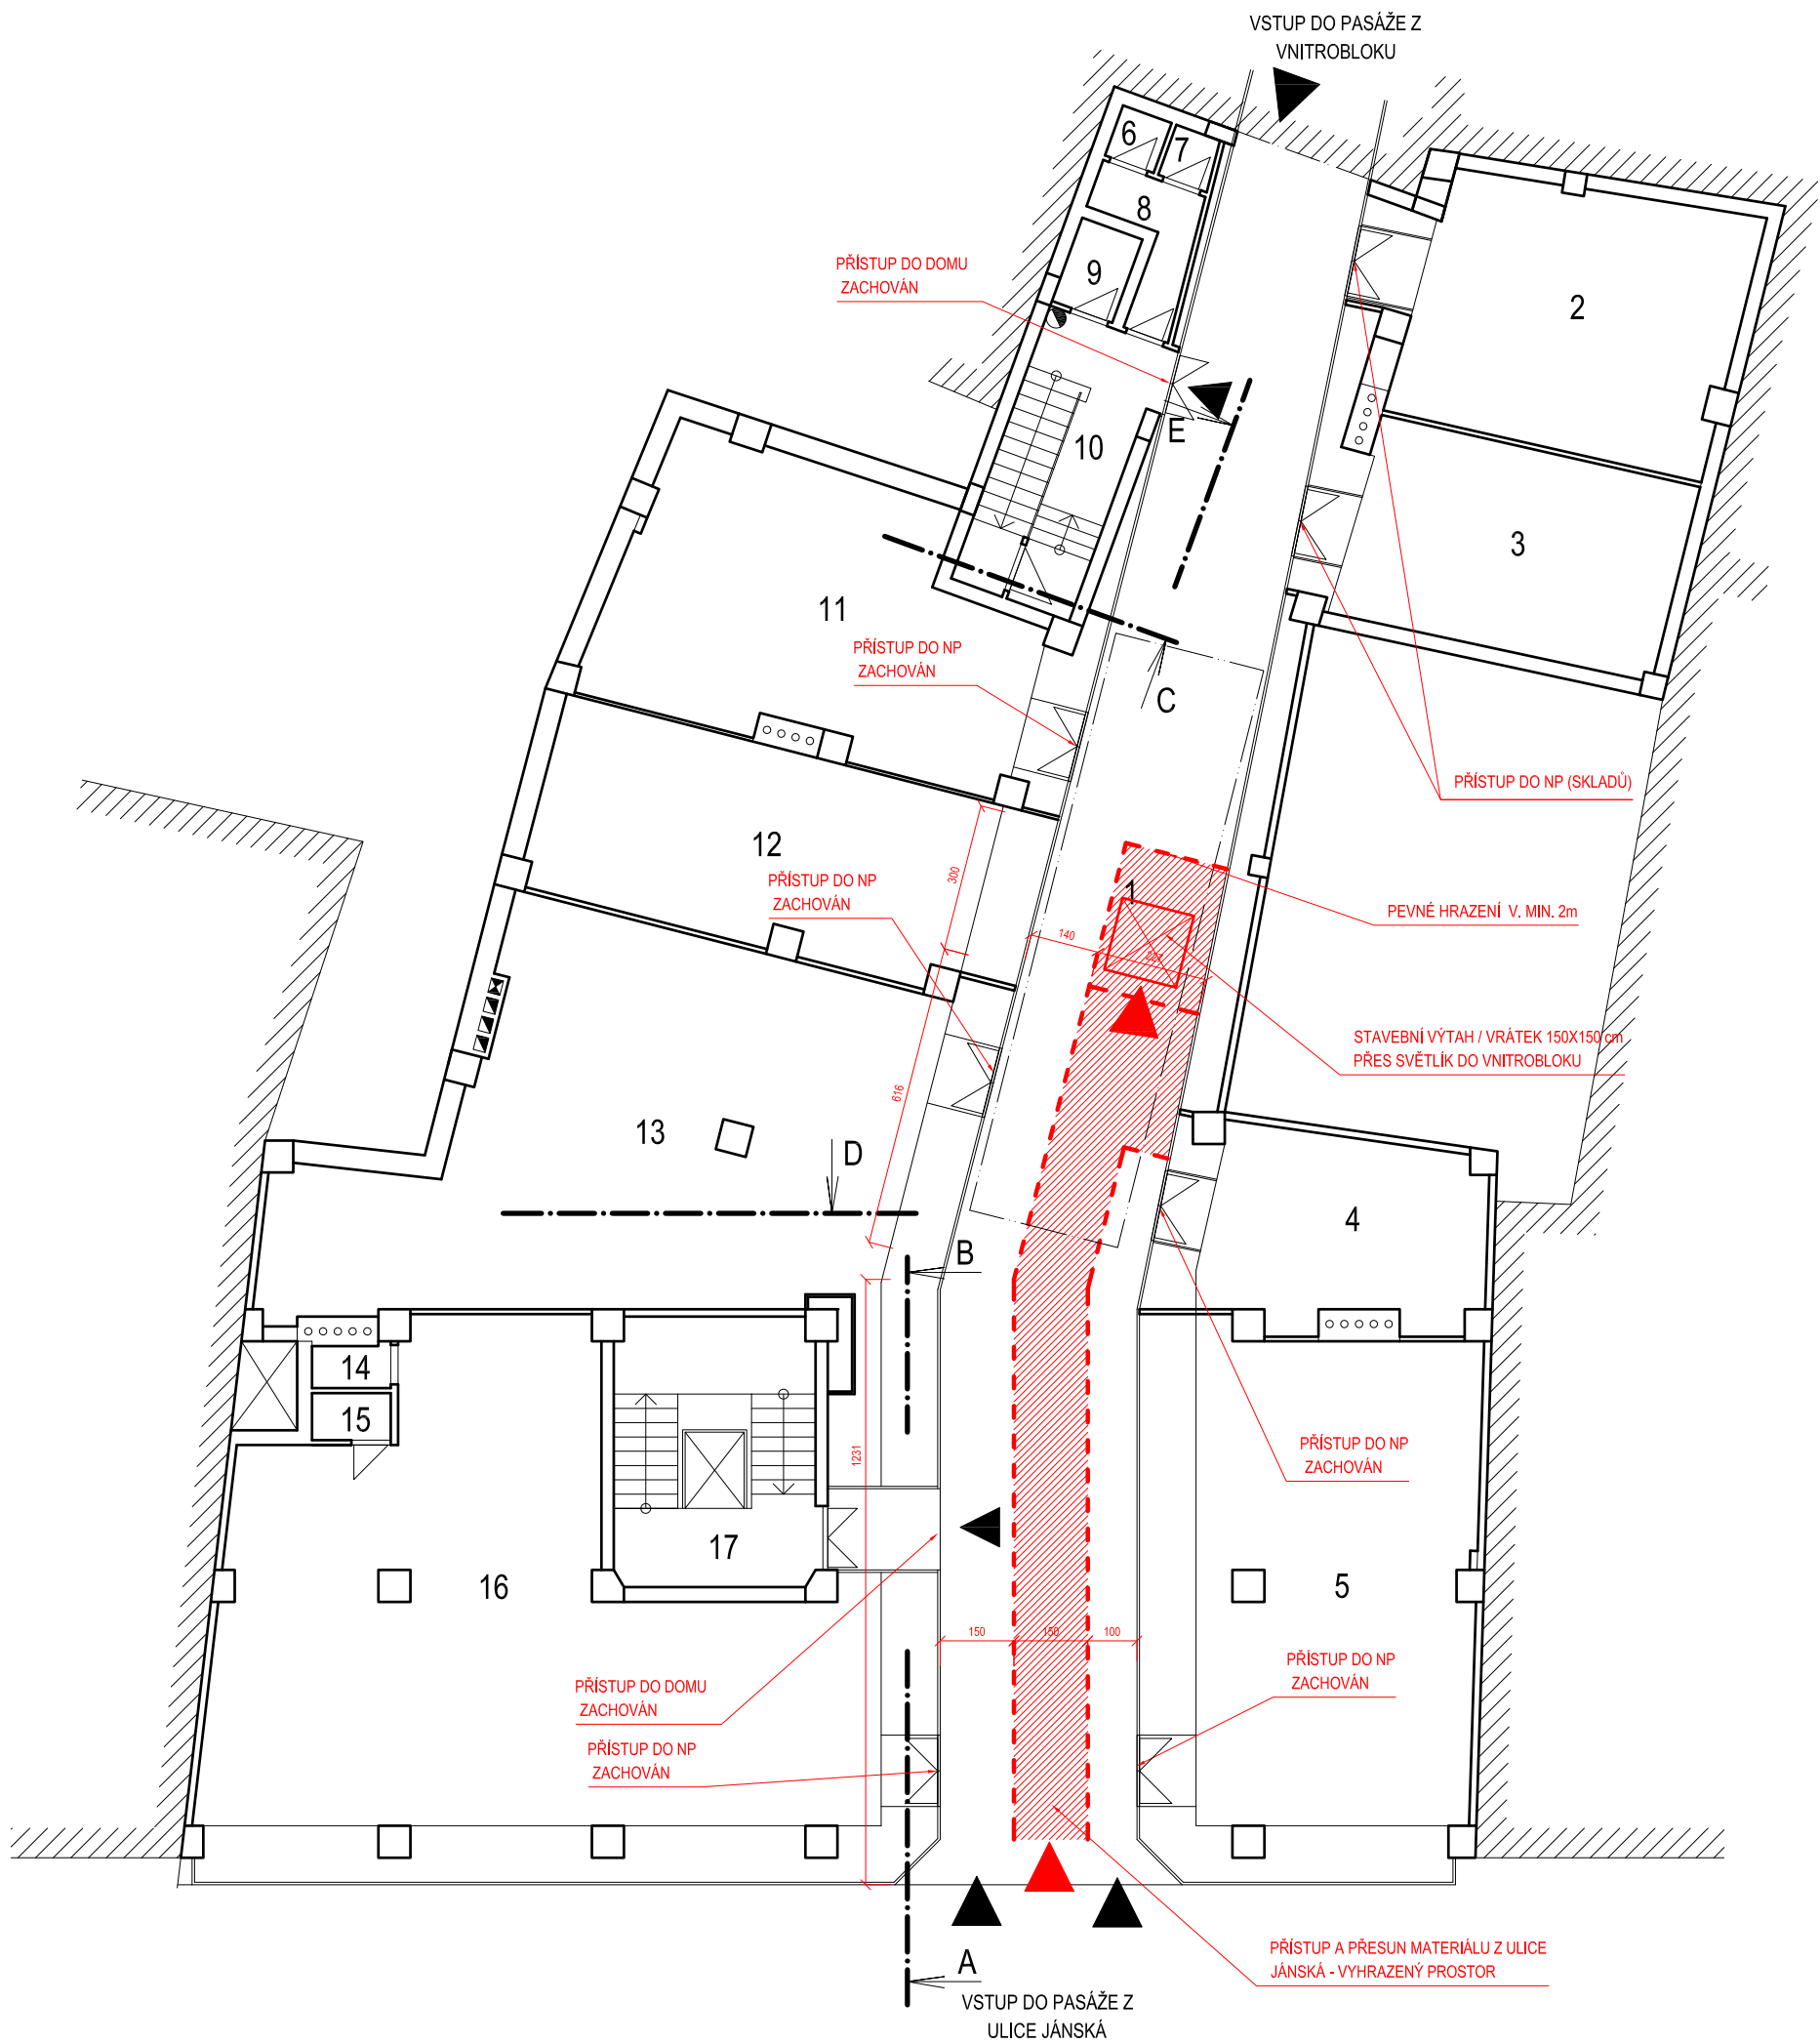 VSTUP DO PASÁŽE Z
VNITROBLOKU
6
7
8
9
PŘÍSTUP DO DOMU
ZACHOVÁN
2
10
E
3
11
PŘÍSTUP DO NP
ZACHOVÁN
C
PŘÍSTUP DO NP (SKLADŮ)
12
300
PŘÍSTUP DO NP
ZACHOVÁN
1
PEVNÉ HRAZENÍ V. MIN. 2m
140
STAVEBNÍ VÝTAH / VRÁTEK 150X150 cm
PŘES SVĚTLÍK DO VNITROBLOKU
616
13
D
4
B
14
15
1231
PŘÍSTUP DO NP
ZACHOVÁN
17
16
5
150
150
100
PŘÍSTUP DO NP
ZACHOVÁN
PŘÍSTUP DO DOMU
ZACHOVÁN
PŘÍSTUP DO NP
ZACHOVÁN
PŘÍSTUP A PŘESUN MATERIÁLU Z ULICE
JÁNSKÁ - VYHRAZENÝ PROSTOR
A
VSTUP DO PASÁŽE Z
ULICE JÁNSKÁ